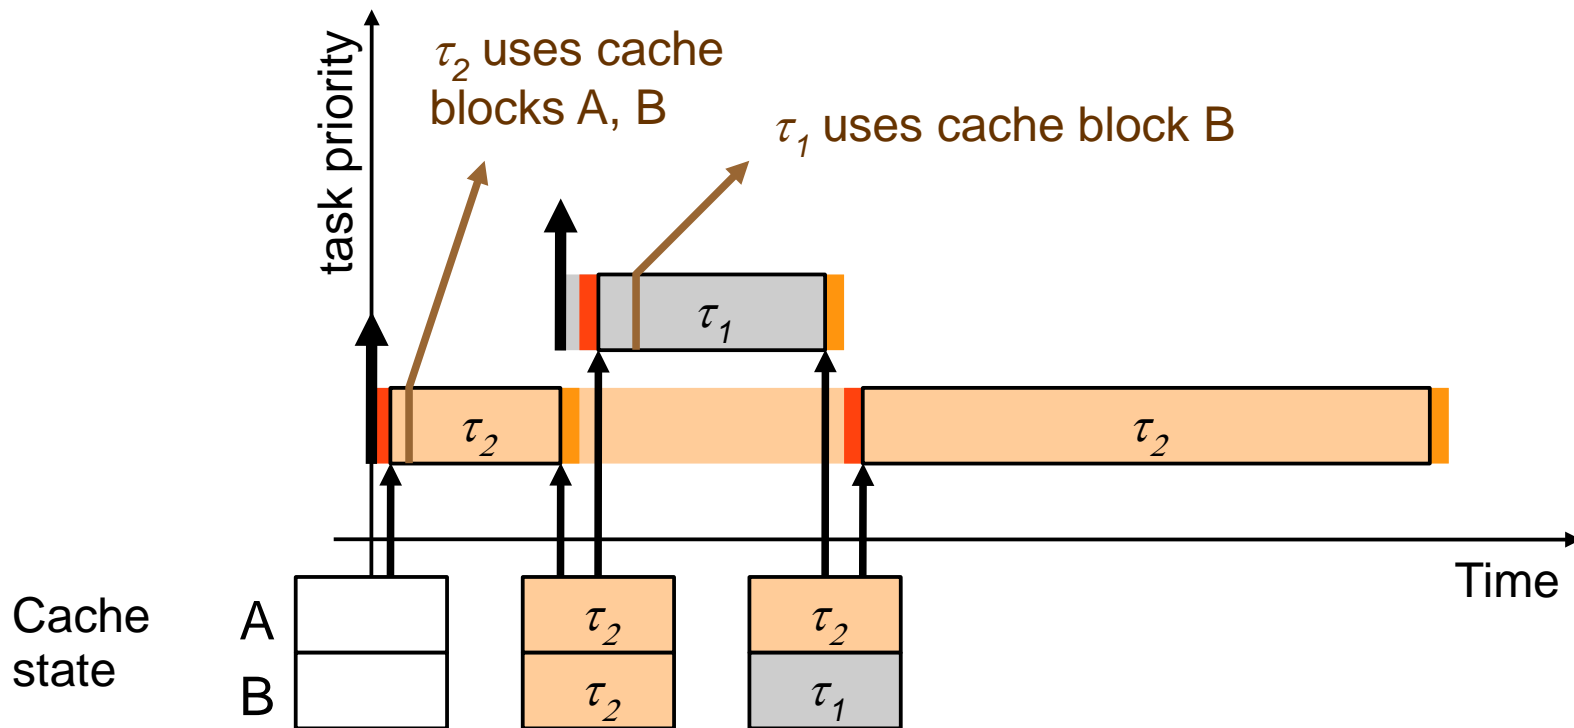 task priority
τ2 uses cache
blocks A, B
τ1 uses cache block B
τ1
τ2
τ2
Time
Cache
state
A
τ2
τ2
B
τ2
τ1